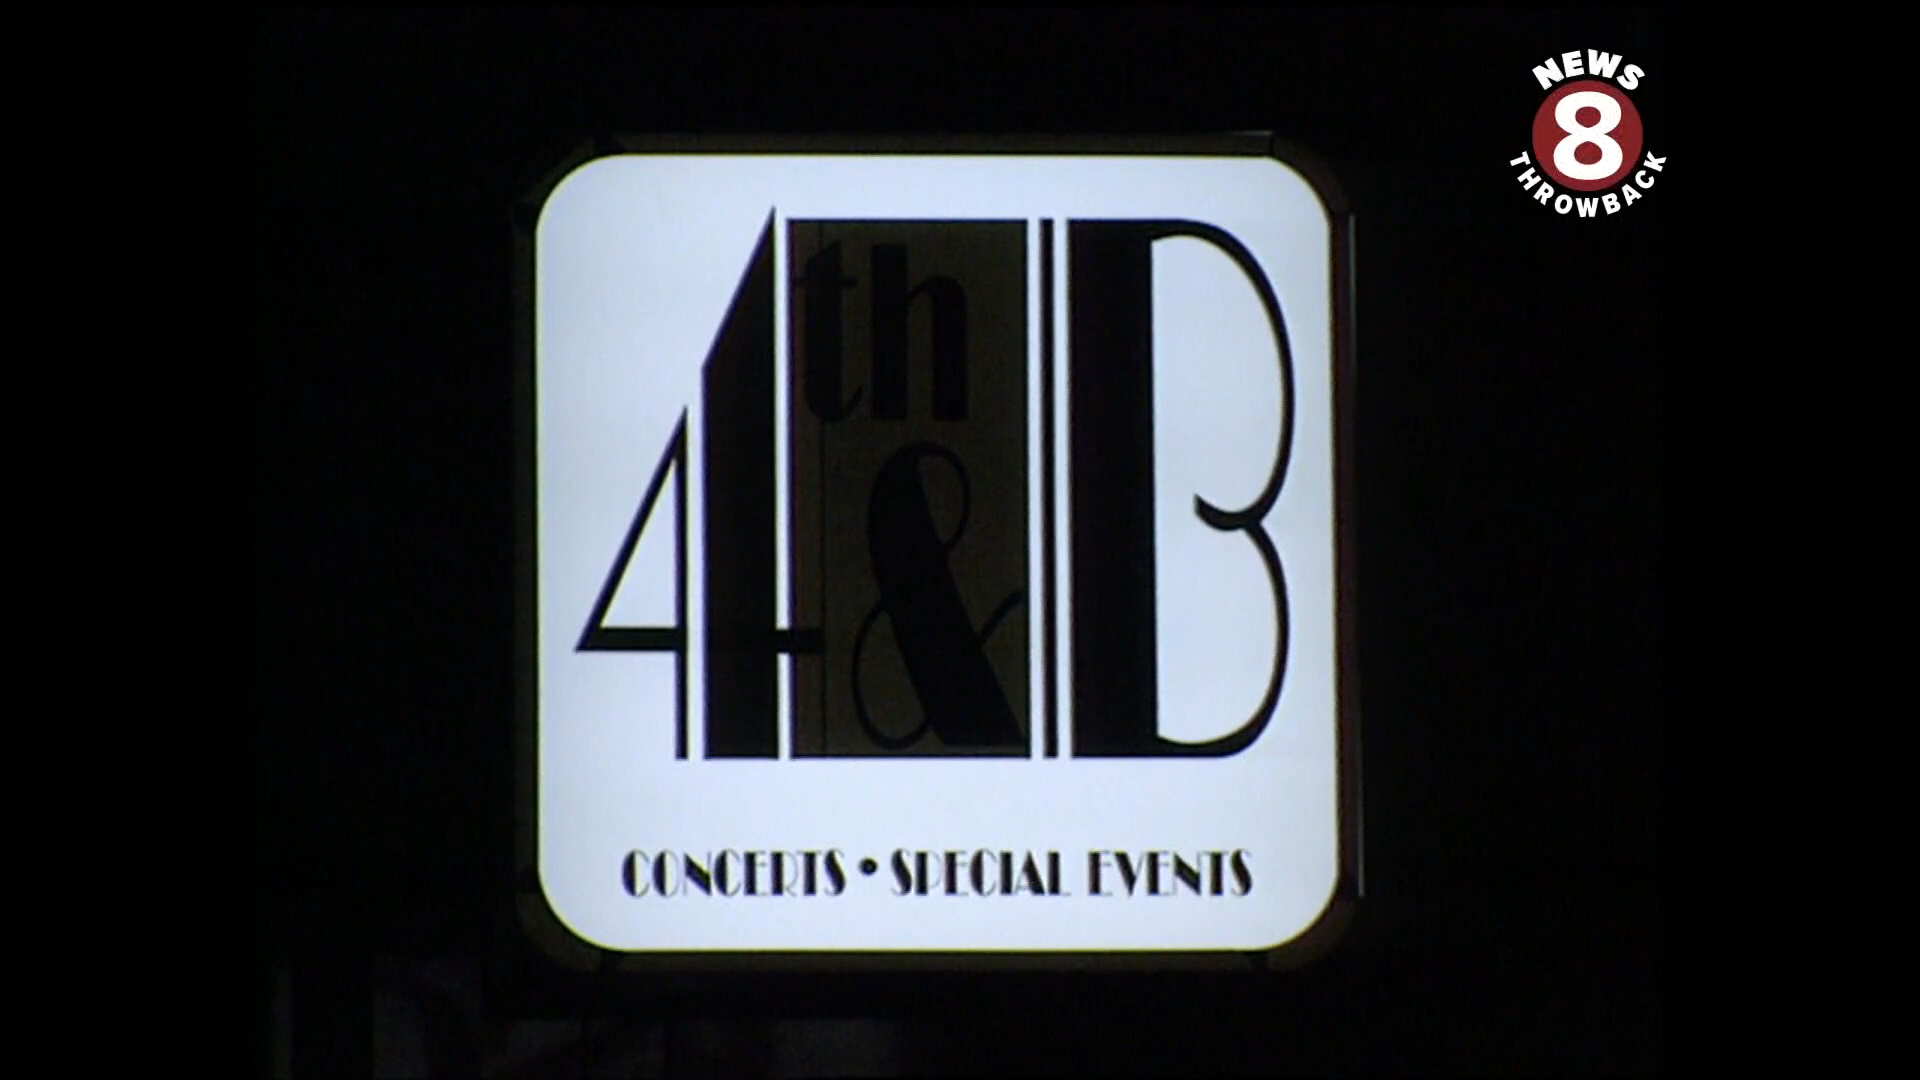 NEWS
8
THROWBACK
4th
&
B
CONCERTS • SPECIAL EVENTS